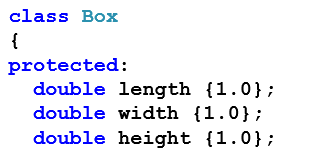 class Box
{
protected:
  double length {1.0};
  double width {1.0};
  double height {1.0};